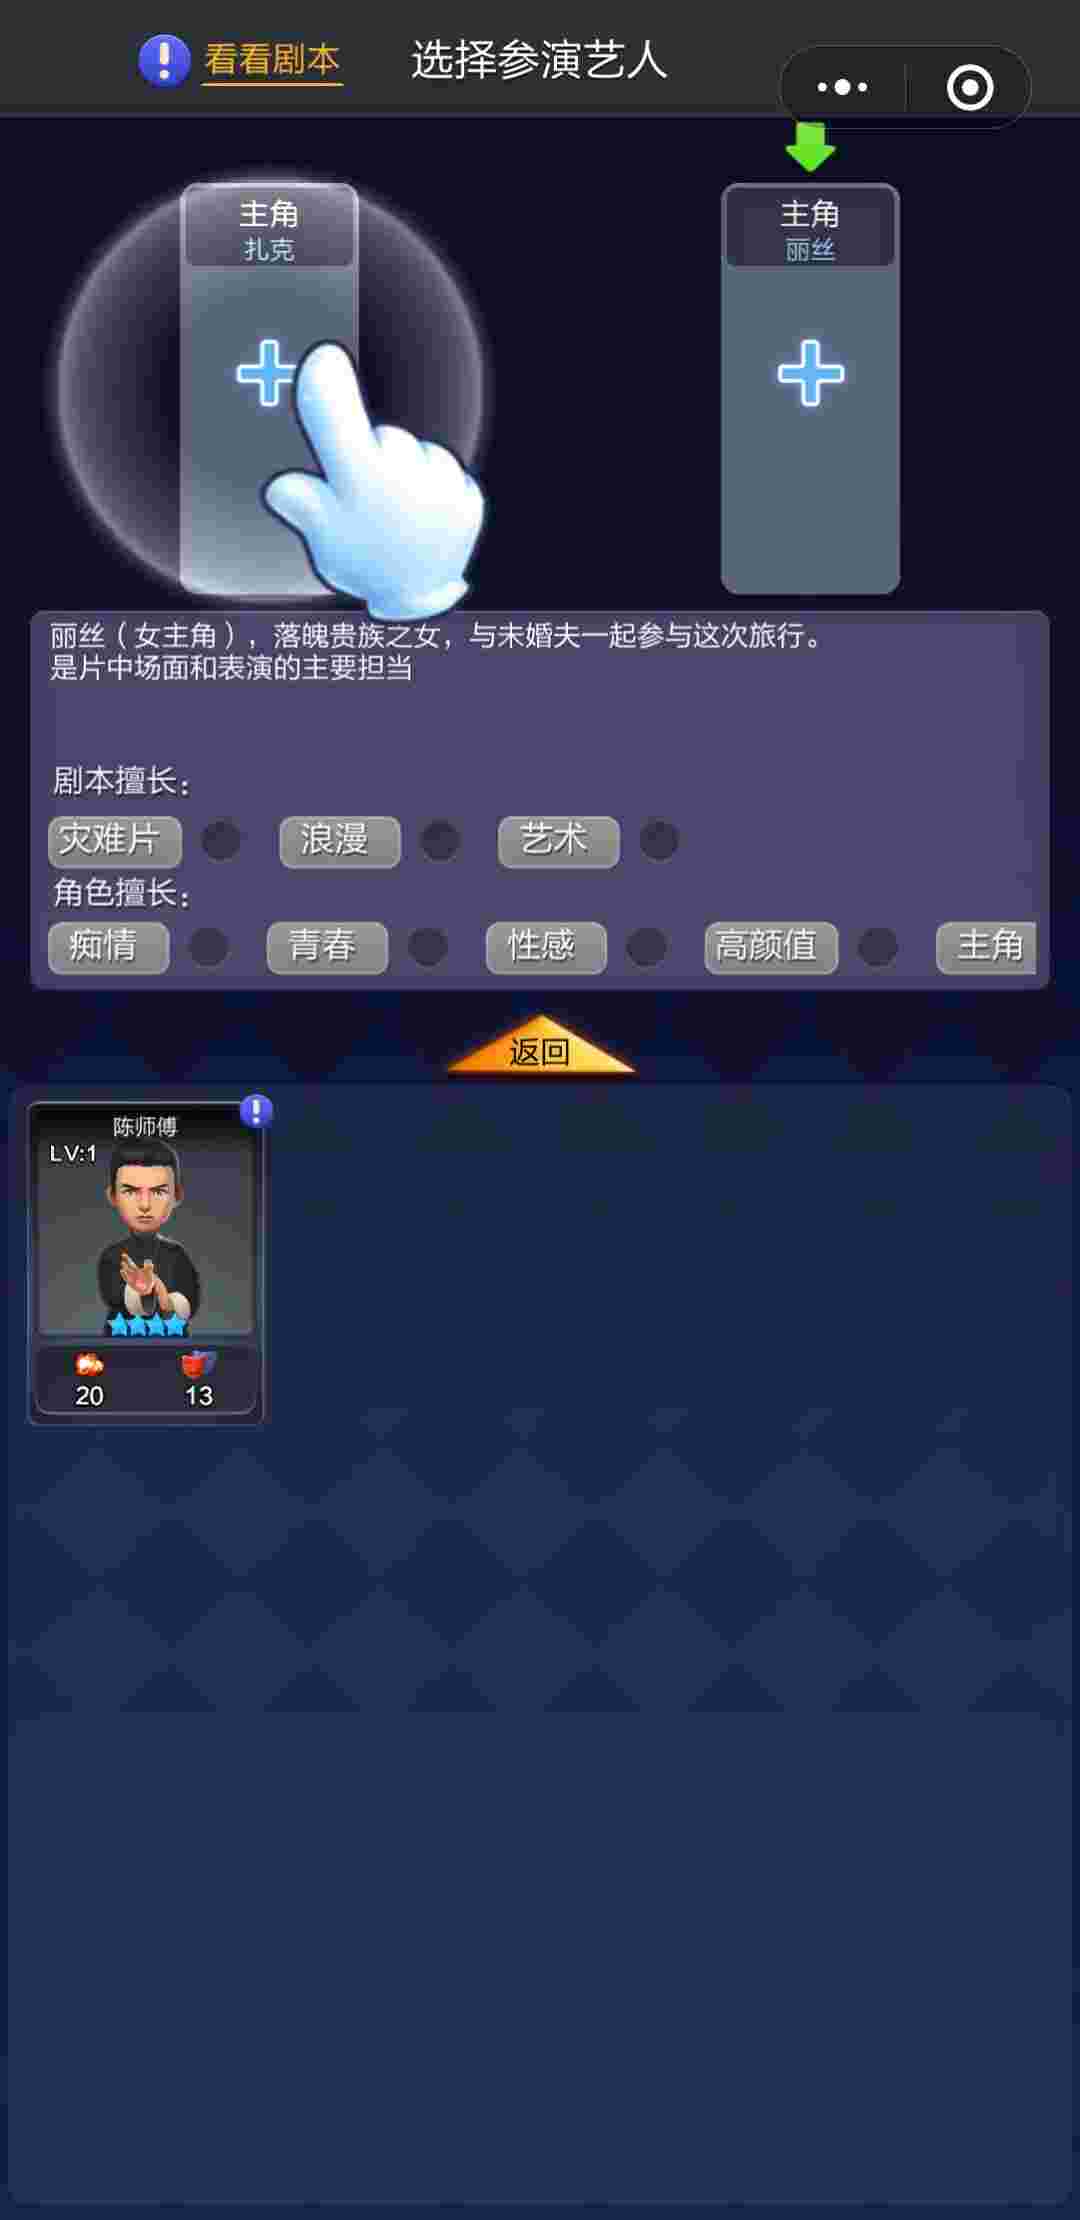 看看剧本
选择参演艺人
主角
扎克
主角
丽丝
丽丝（女主角），落魄贵族之女，与未婚夫一起参与这次旅行。
是片中场面和表演的主要担当
剧本擅长：
灾难片 浪漫 艺术
角色擅长：
痴情 青春 性感 高颜值 主角
返回
陈师傅
LV:1
20 13